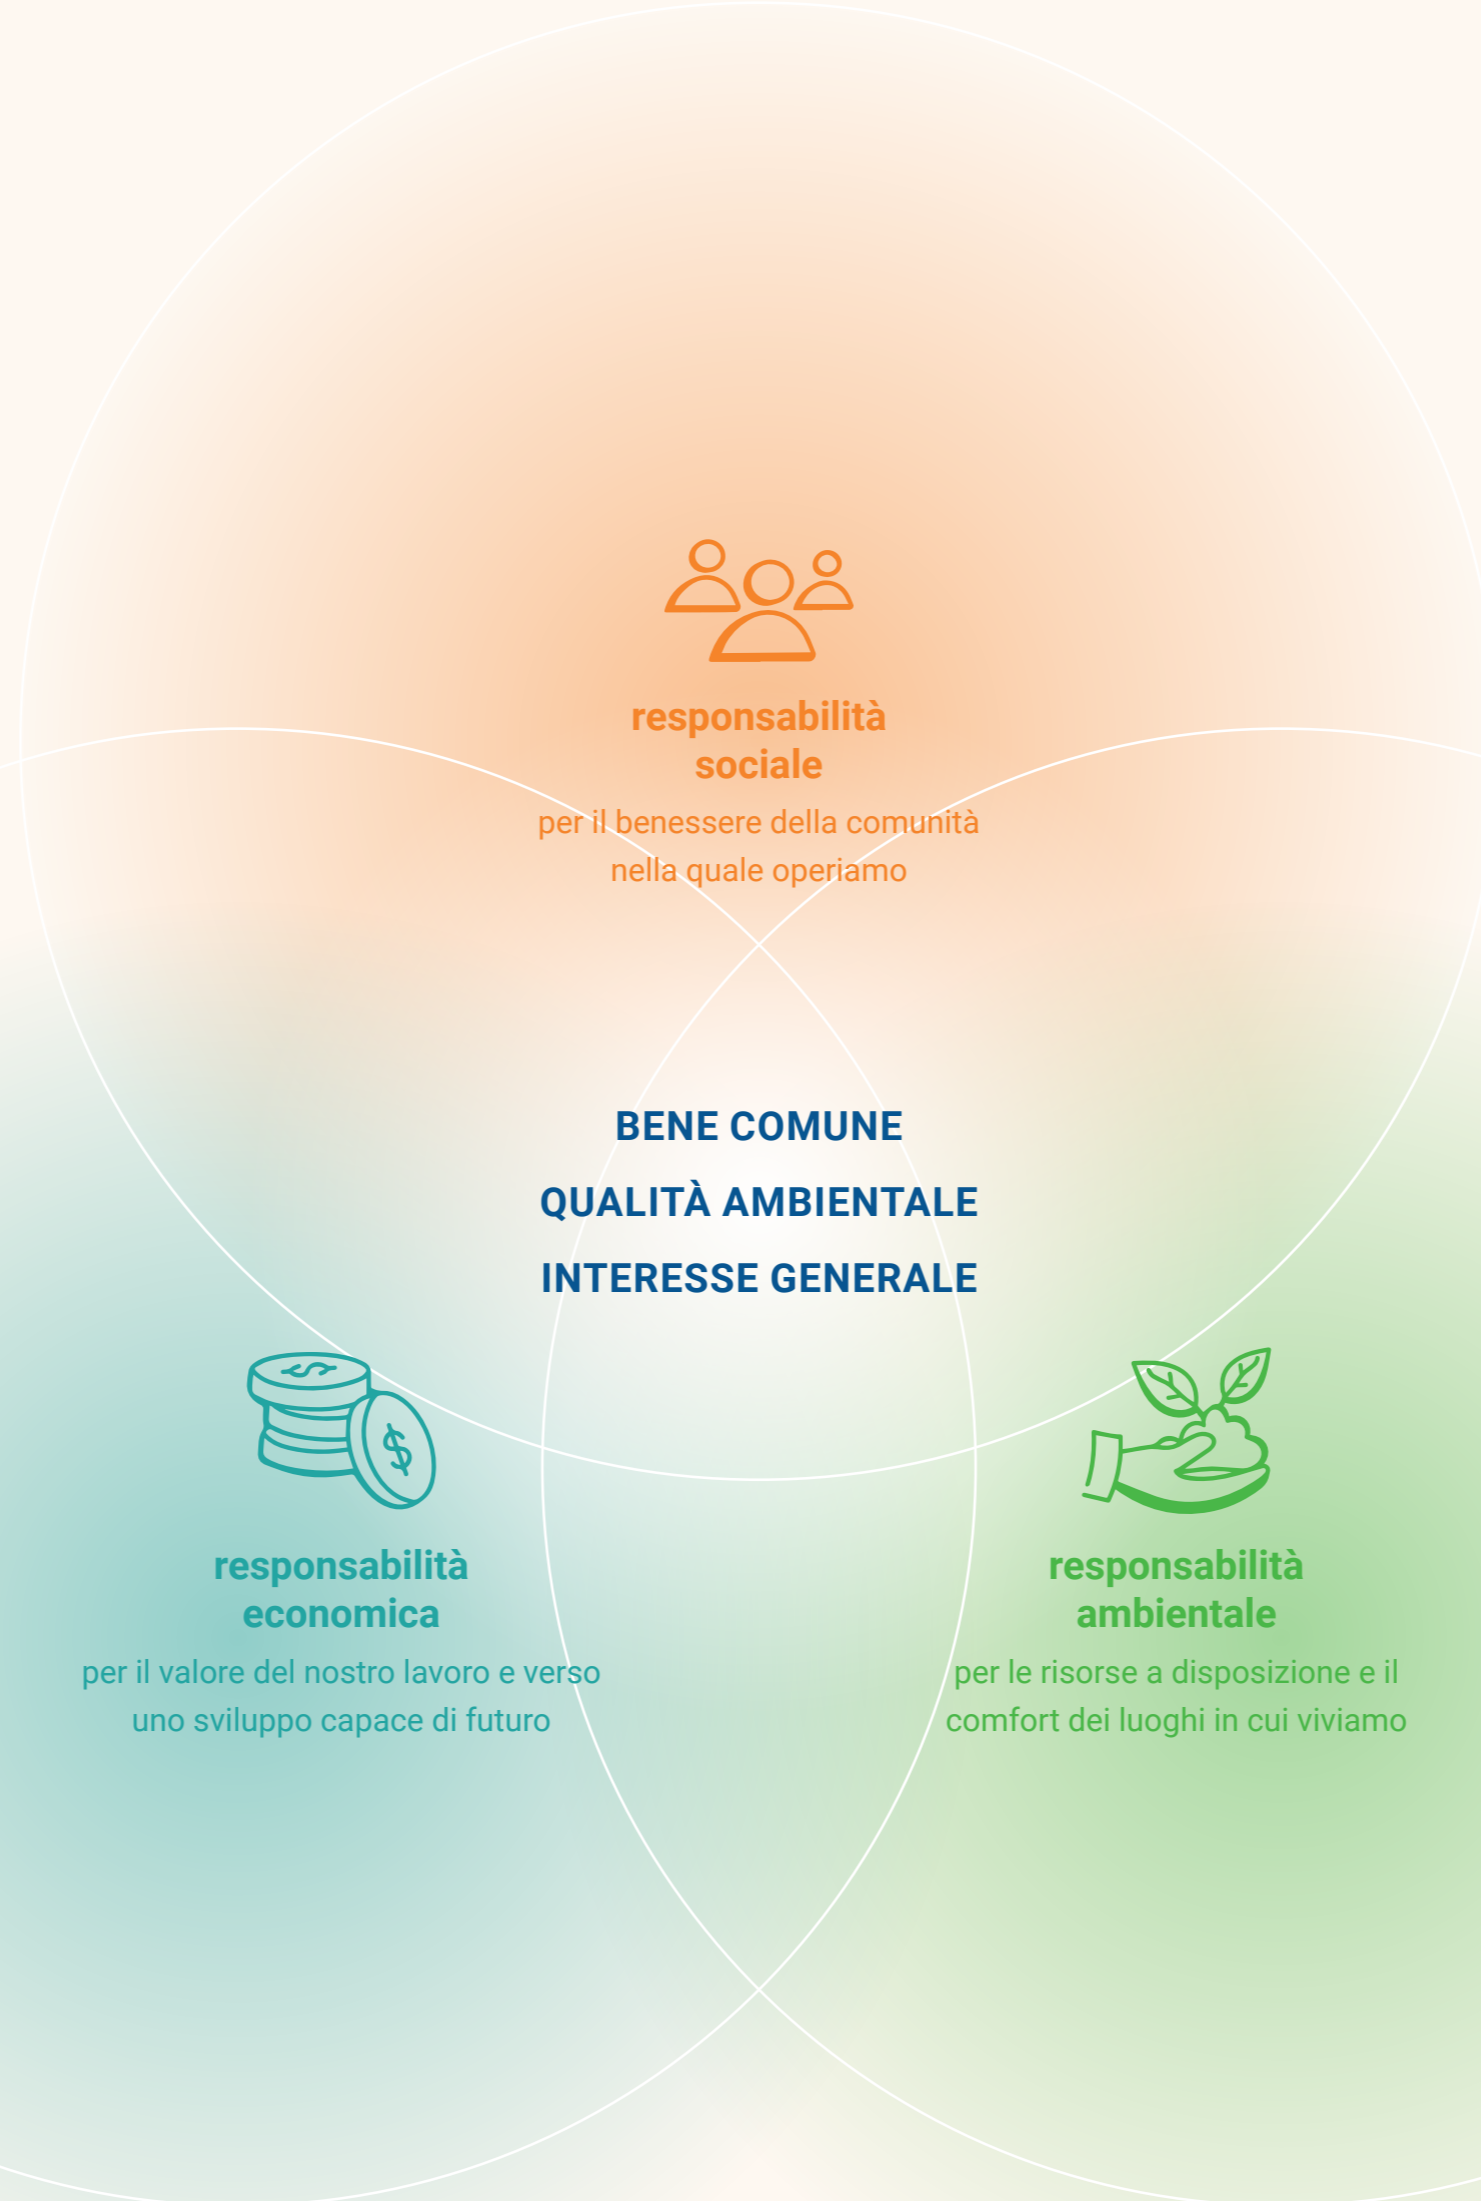 responsabilità
sociale
per il benessere della comunità
nella quale operiamo
BENE COMUNE
QUALITÀ AMBIENTALE
INTERESSE GENERALE
responsabilità
economica
per il valore del nostro lavoro e verso
uno sviluppo capace di futuro
responsabilità
ambientale
per le risorse a disposizione e il
comfort dei luoghi in cui viviamo